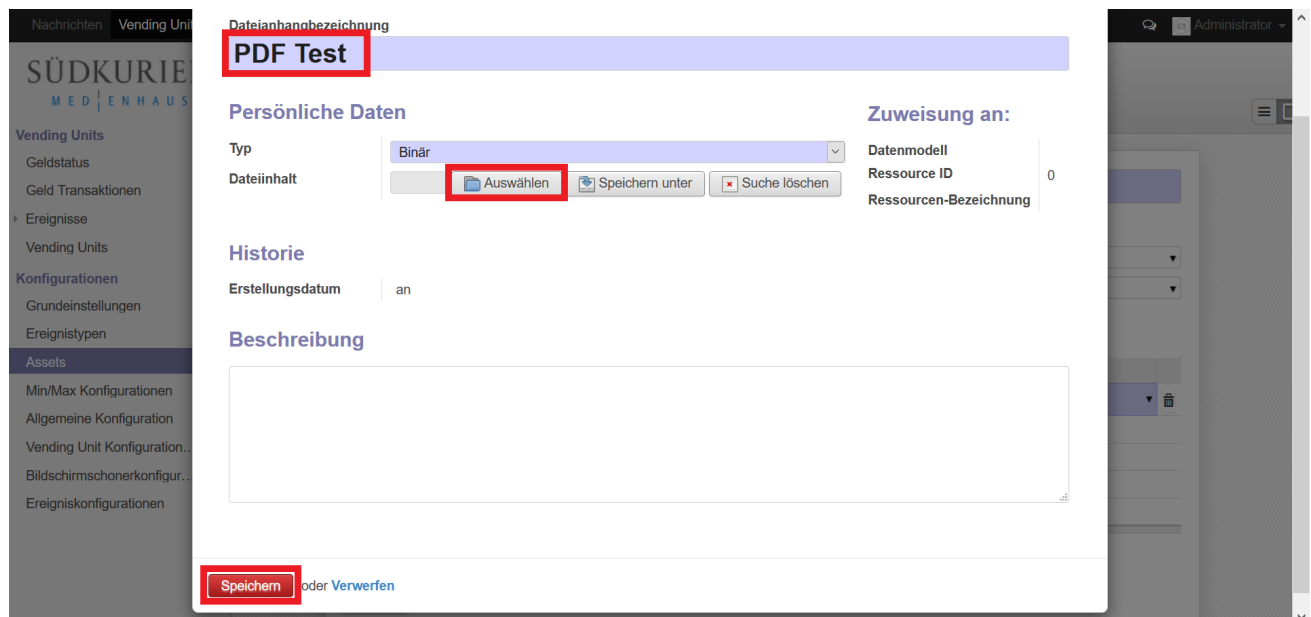 Nachrichten Vending Uni
Administrator
Dateianhangbezeichnung
PDF Test
SÜDKURIE
MEDIENHAUS
Vending Units
Geldstatus
Geld Transaktionen
Ereignisse
Vending Units
Konfigurationen
Grundeinstellungen
Ereignistypen
Assets
Min/Max Konfigurationen
Allgemeine Konfiguration
Vending Unit Konfiguration...
Bildschirmschonerkonfigur...
Ereigniskonfigurationen
Persönliche Daten
Typ Binär
Dateiinhalt Auswählen Speichern unter Suche löschen
Zuweisung an:
Datenmodell
Ressource ID 0
Ressourcen-Bezeichnung
Historie
Erstellungsdatum an
Beschreibung
Speichern oder Verwerfen